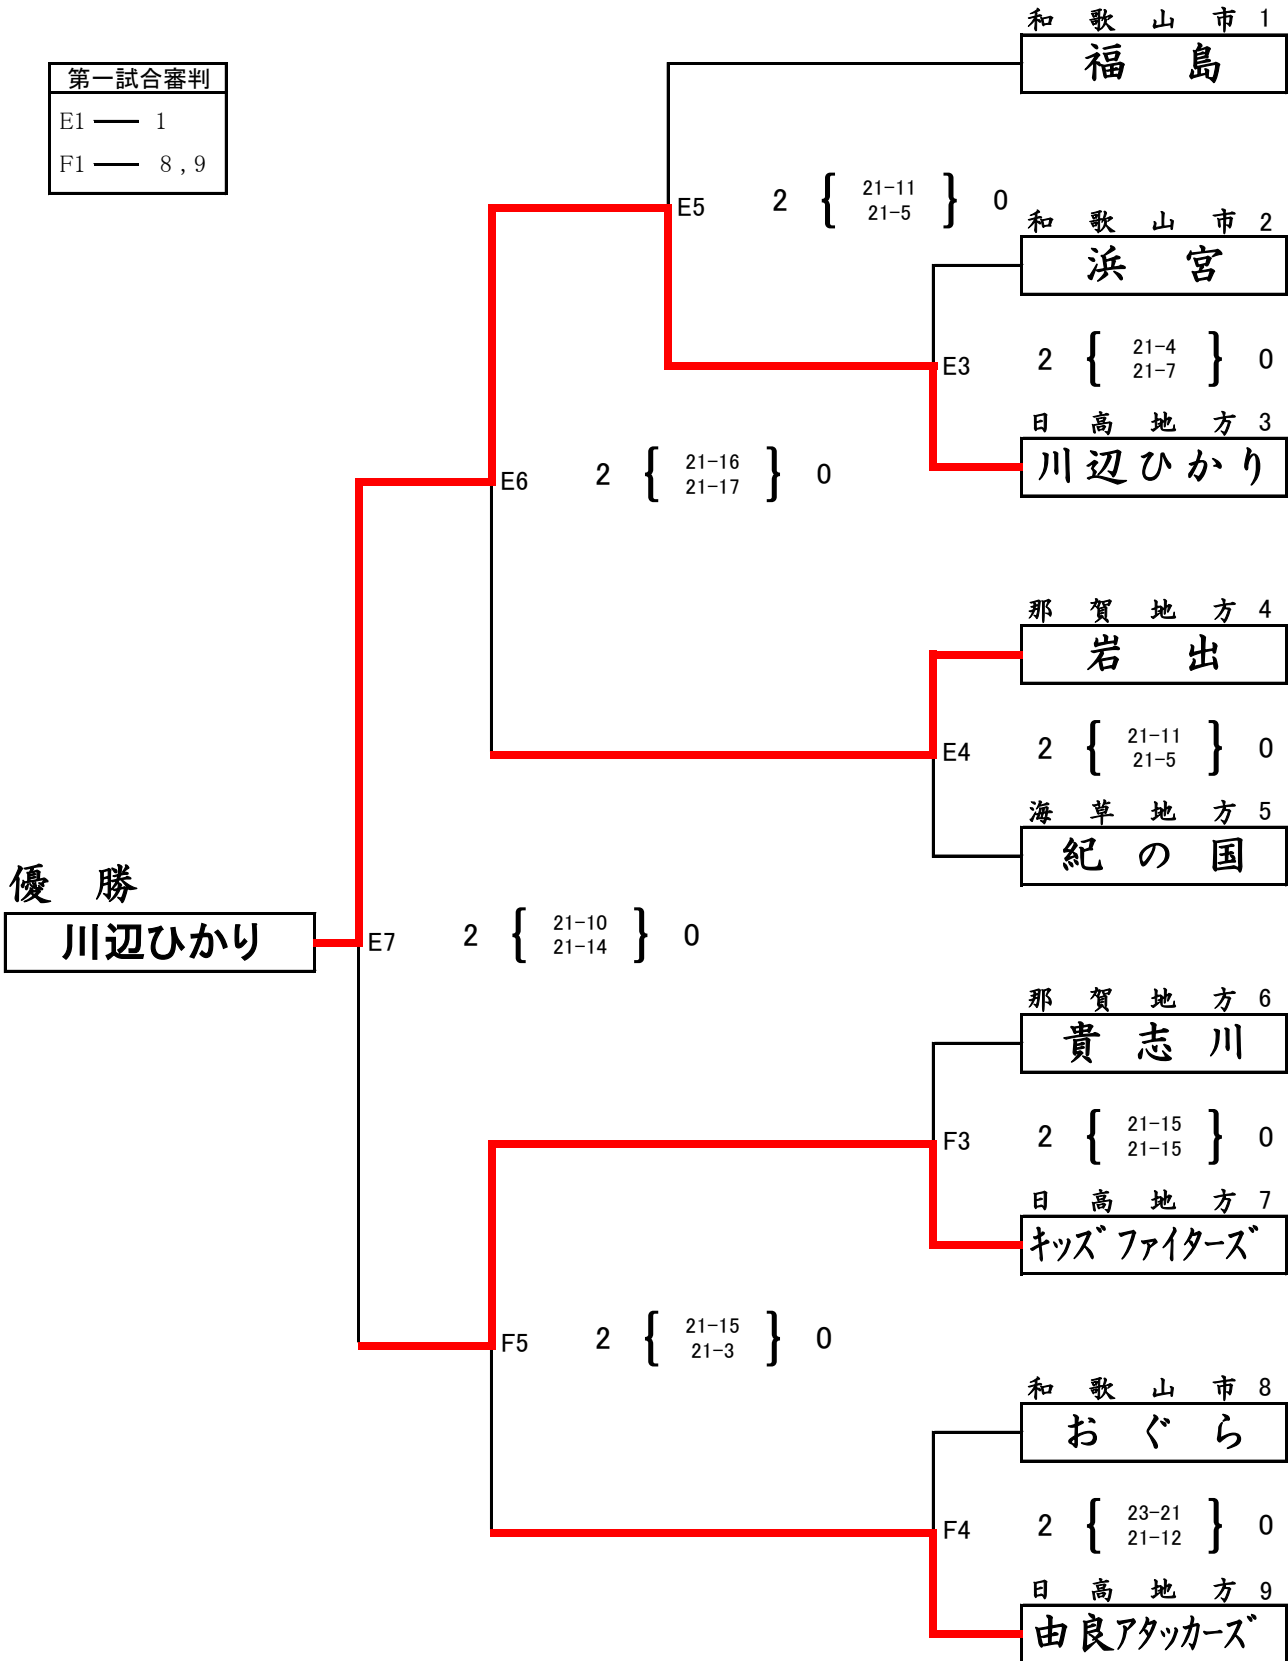 和歌山市 1
福島
第一試合審判
E1 ― 1
F1 ― 8 , 9
E5 2 { 21-11 } 0
21-5
和歌山市 2
浜宮
E3 2 { 21-4 } 0
21-7
日高地方 3
川辺ひかり
E6 2 { 21-16 } 0
21-17
那賀地方 4
岩出
E4 2 { 21-11 } 0
21-5
海草地方 5
紀の国
優勝
川辺ひかり
E7 2 { 21-10 } 0
21-14
那賀地方 6
貴志川
F3 2 { 21-15 } 0
21-15
日高地方 7
キッズファイターズ
F5 2 { 21-15 } 0
21-3
和歌山市 8
おぐら
F4 2 { 23-21 } 0
21-12
日高地方 9
由良アタッカーズ